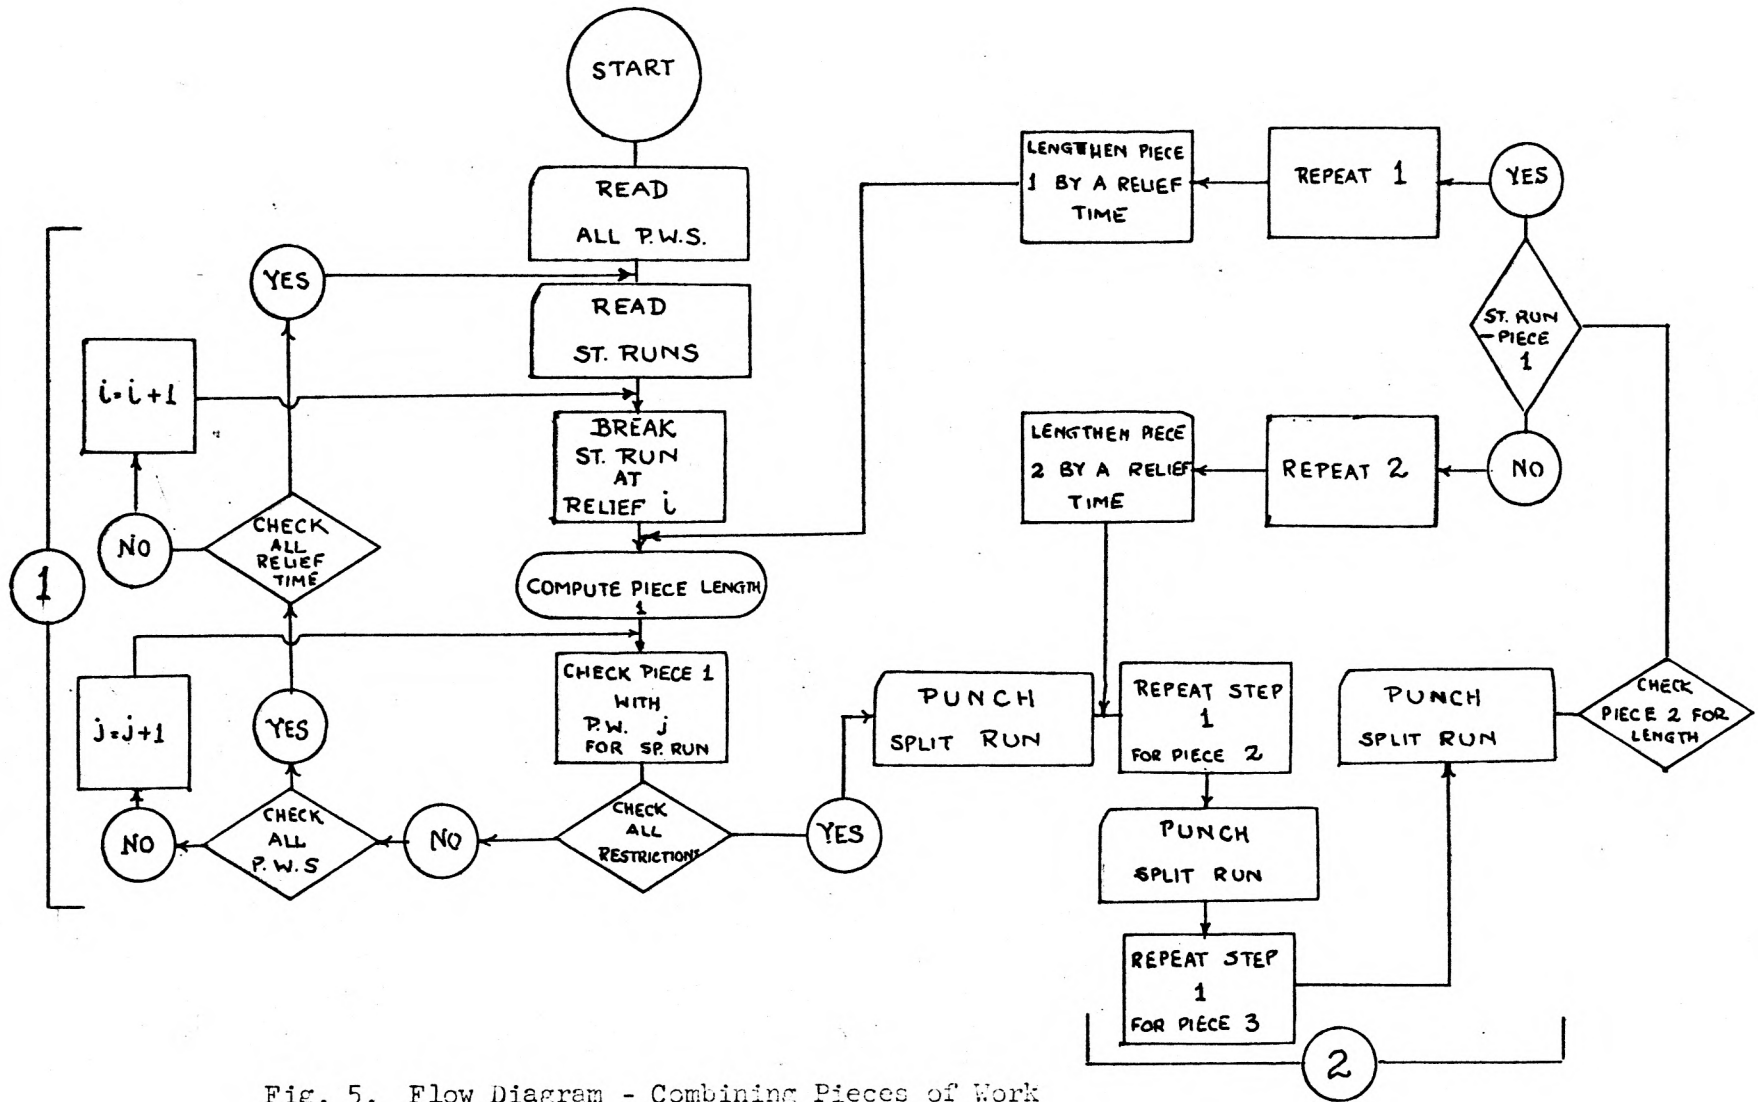 START
READ
ALL P.W.S.
YES
READ
ST. RUNS
i=i+1
BREAK
ST. RUN
AT
RELIEF i
NO
CHECK
ALL
RELIEF
TIME
1
COMPUTE PIECE LENGTH
1
j=j+1
YES
CHECK PIECE 1
WITH
P.W. j
FOR SP. RUN
NO
CHECK
ALL
P.W.S
NO
CHECK
ALL
RESTRICTIONS
YES
PUNCH
SPLIT RUN
LENGTHEN PIECE
1 BY A RELIEF
TIME
REPEAT 1
YES
ST. RUN
-PIECE
1
LENGTHEN PIECE
2 BY A RELIEF
TIME
REPEAT 2
NO
REPEAT STEP
1
FOR PIECE 2
PUNCH
SPLIT RUN
REPEAT STEP
1
FOR PIECE 3
PUNCH
SPLIT RUN
CHECK
PIECE 2 FOR
LENGTH
2
Fig. 5. Flow Diagram - Combining Pieces of Work